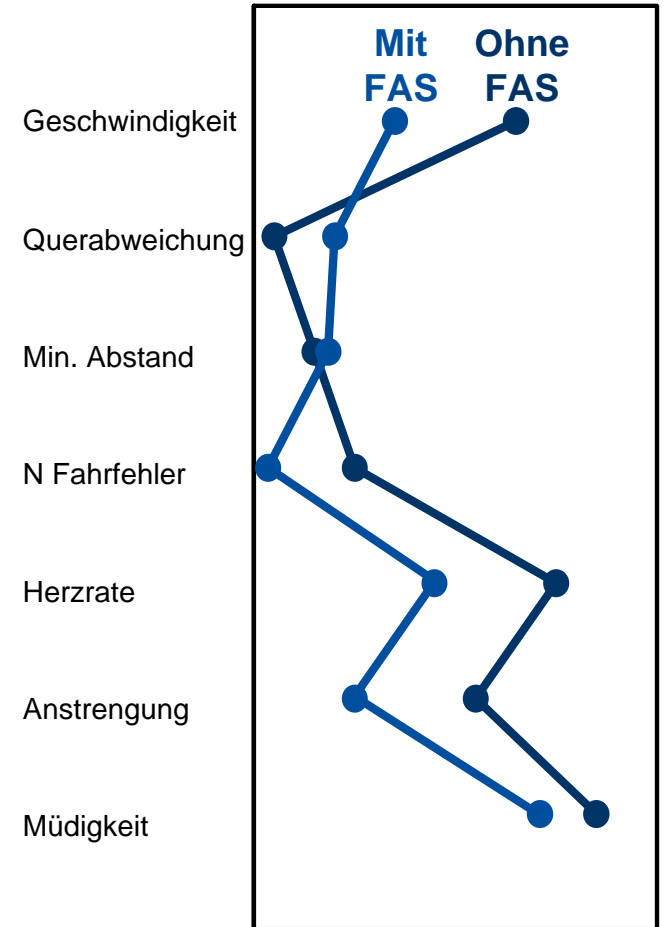 Mit Ohne
FAS FAS
Geschwindigkeit
Querabweichung
Min. Abstand
N Fahrfehler
Herzrate
Anstrengung
Müdigkeit